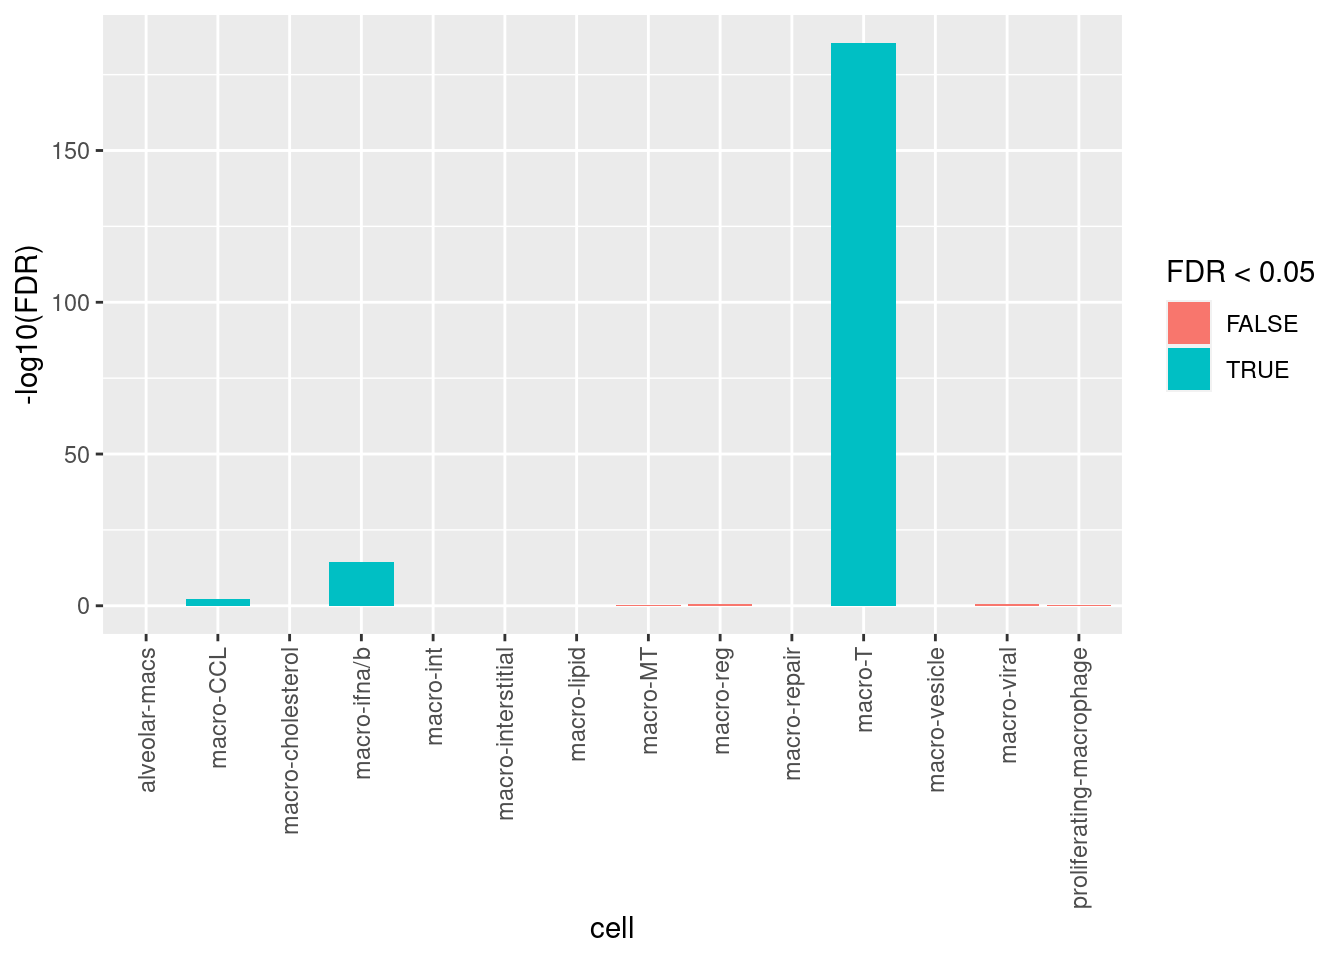 -log10(FDR)
150
100
50
0
alveolar-macs
macro-CCL
macro-cholesterol
macro-ifna/b
macro-int
macro-interstitial
macro-lipid
macro-MT
macro-reg
macro-repair
macro-T
macro-vesicle
macro-viral
proliferating-macrophage
cell
FDR < 0.05
FALSE
TRUE